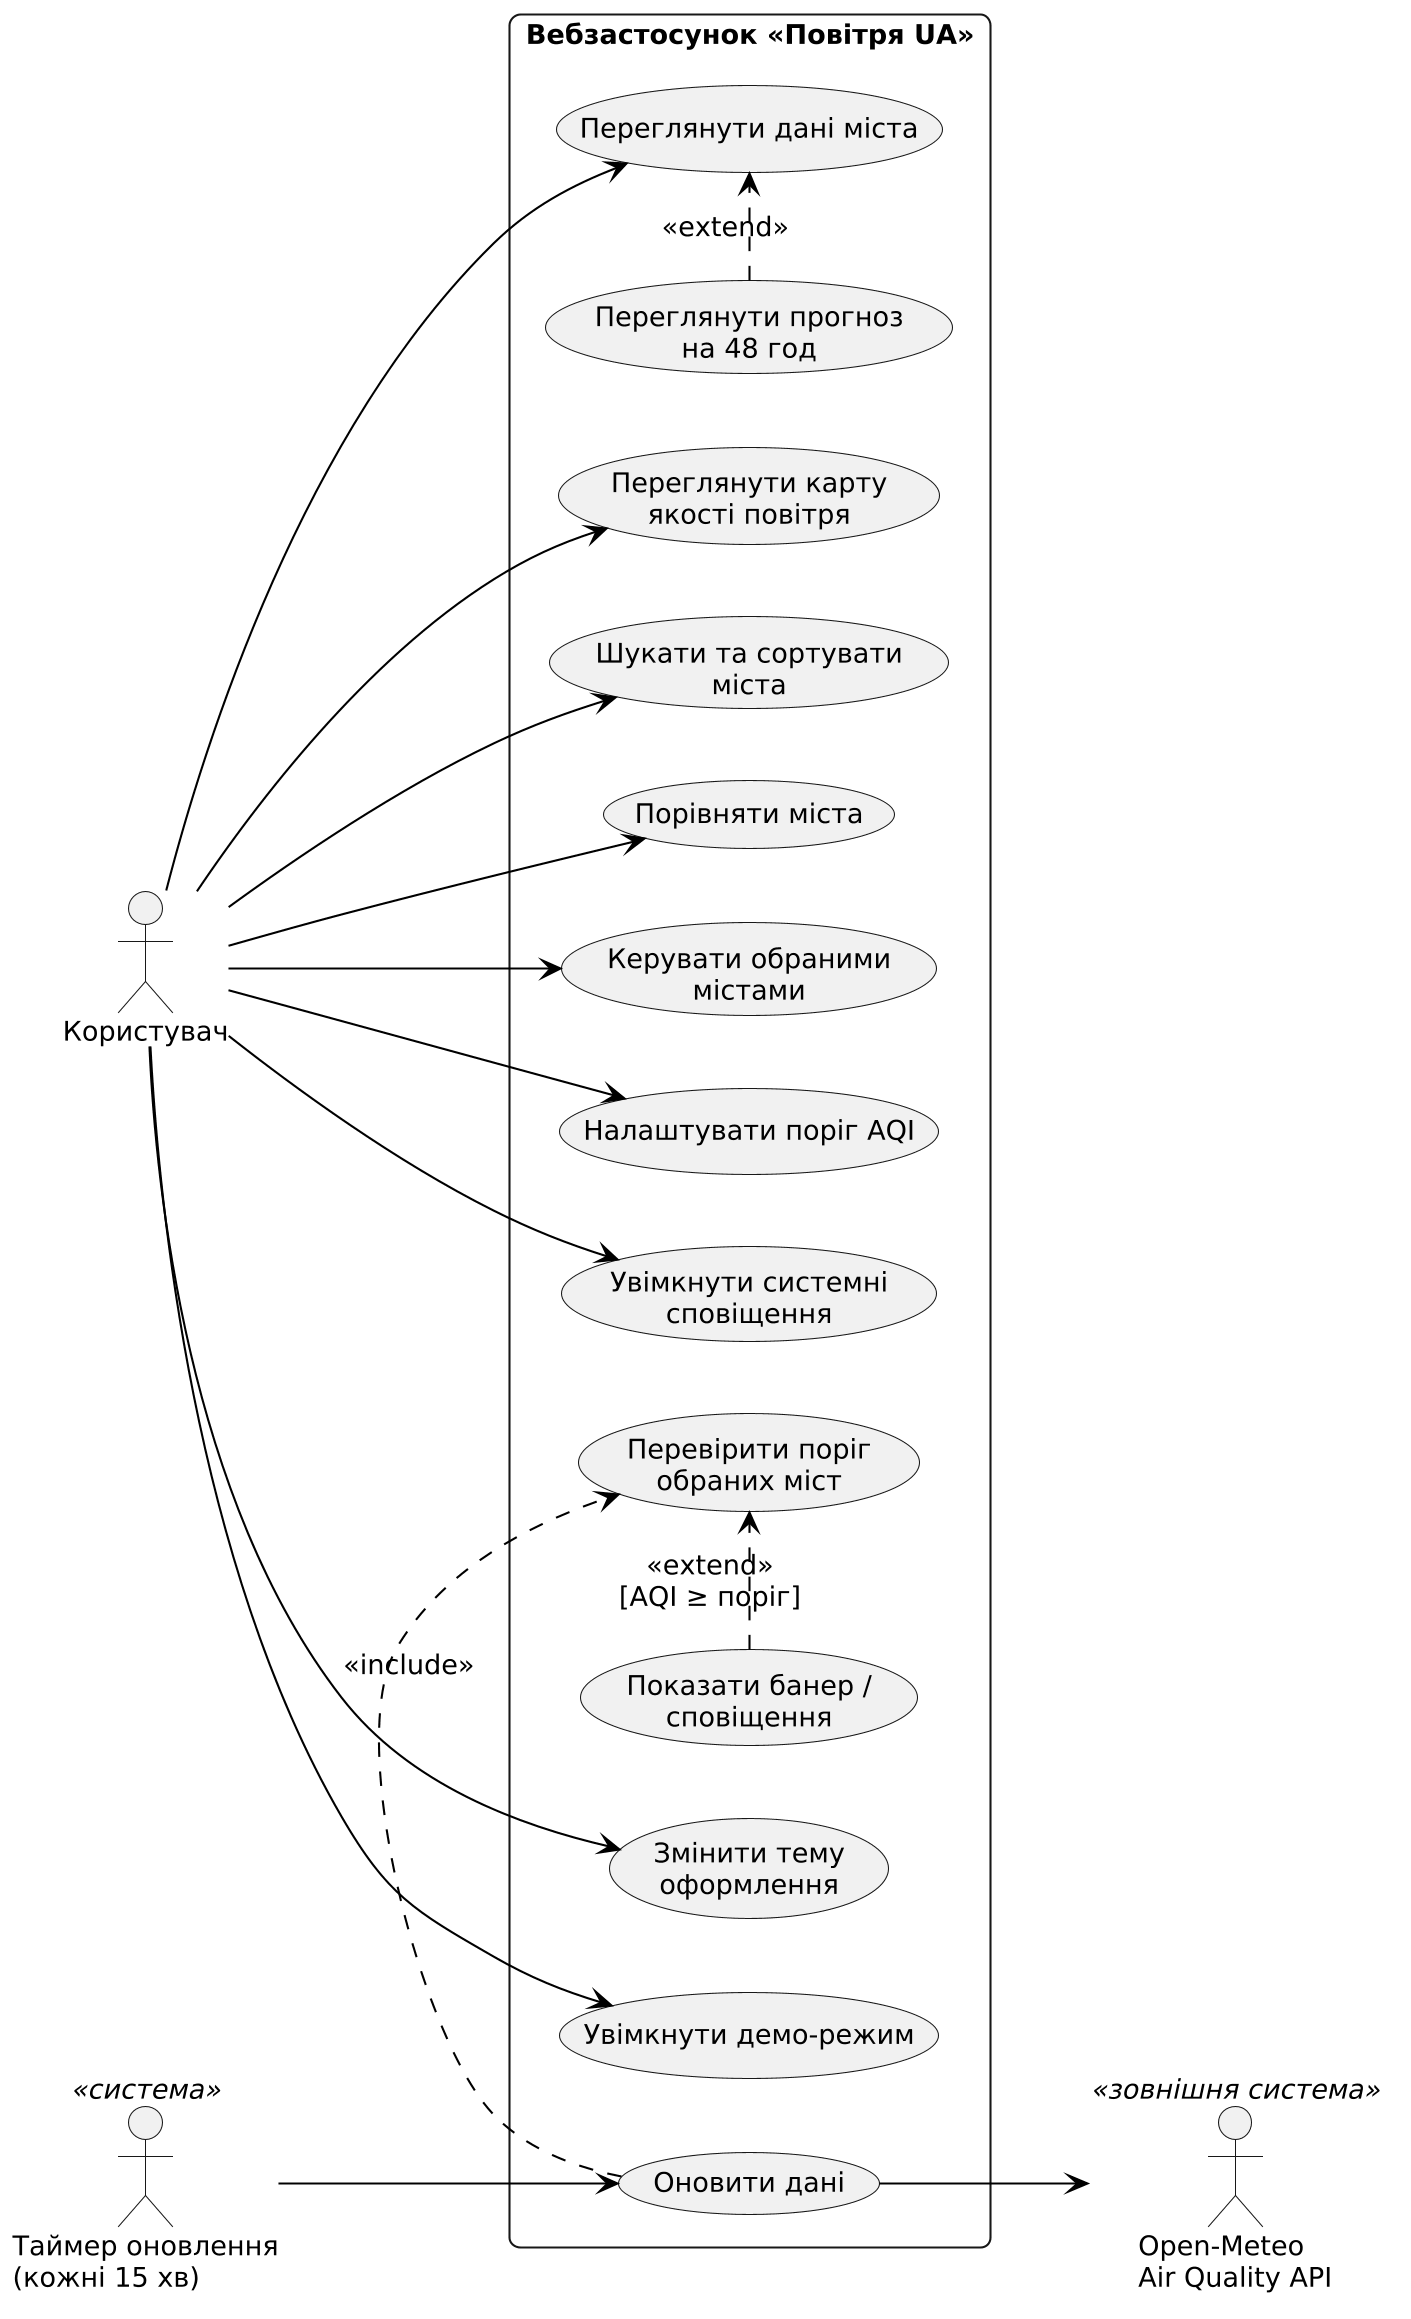 Вебзастосунок «Повітря UA»
Переглянути дані міста
«extend»
Переглянути прогноз
на 48 год
Переглянути карту
якості повітря
Шукати та сортувати
міста
Порівняти міста
Керувати обраними
містами
Користувач
Налаштувати поріг AQI
Увімкнути системні
сповіщення
Перевірити поріг
обраних міст
«extend»
[AQI ≥ поріг]
«include»
Показати банер /
сповіщення
Змінити тему
оформлення
Увімкнути демо-режим
«система»
Таймер оновлення
(кожні 15 хв)
Оновити дані
«зовнішня система»
Open-Meteo
Air Quality API